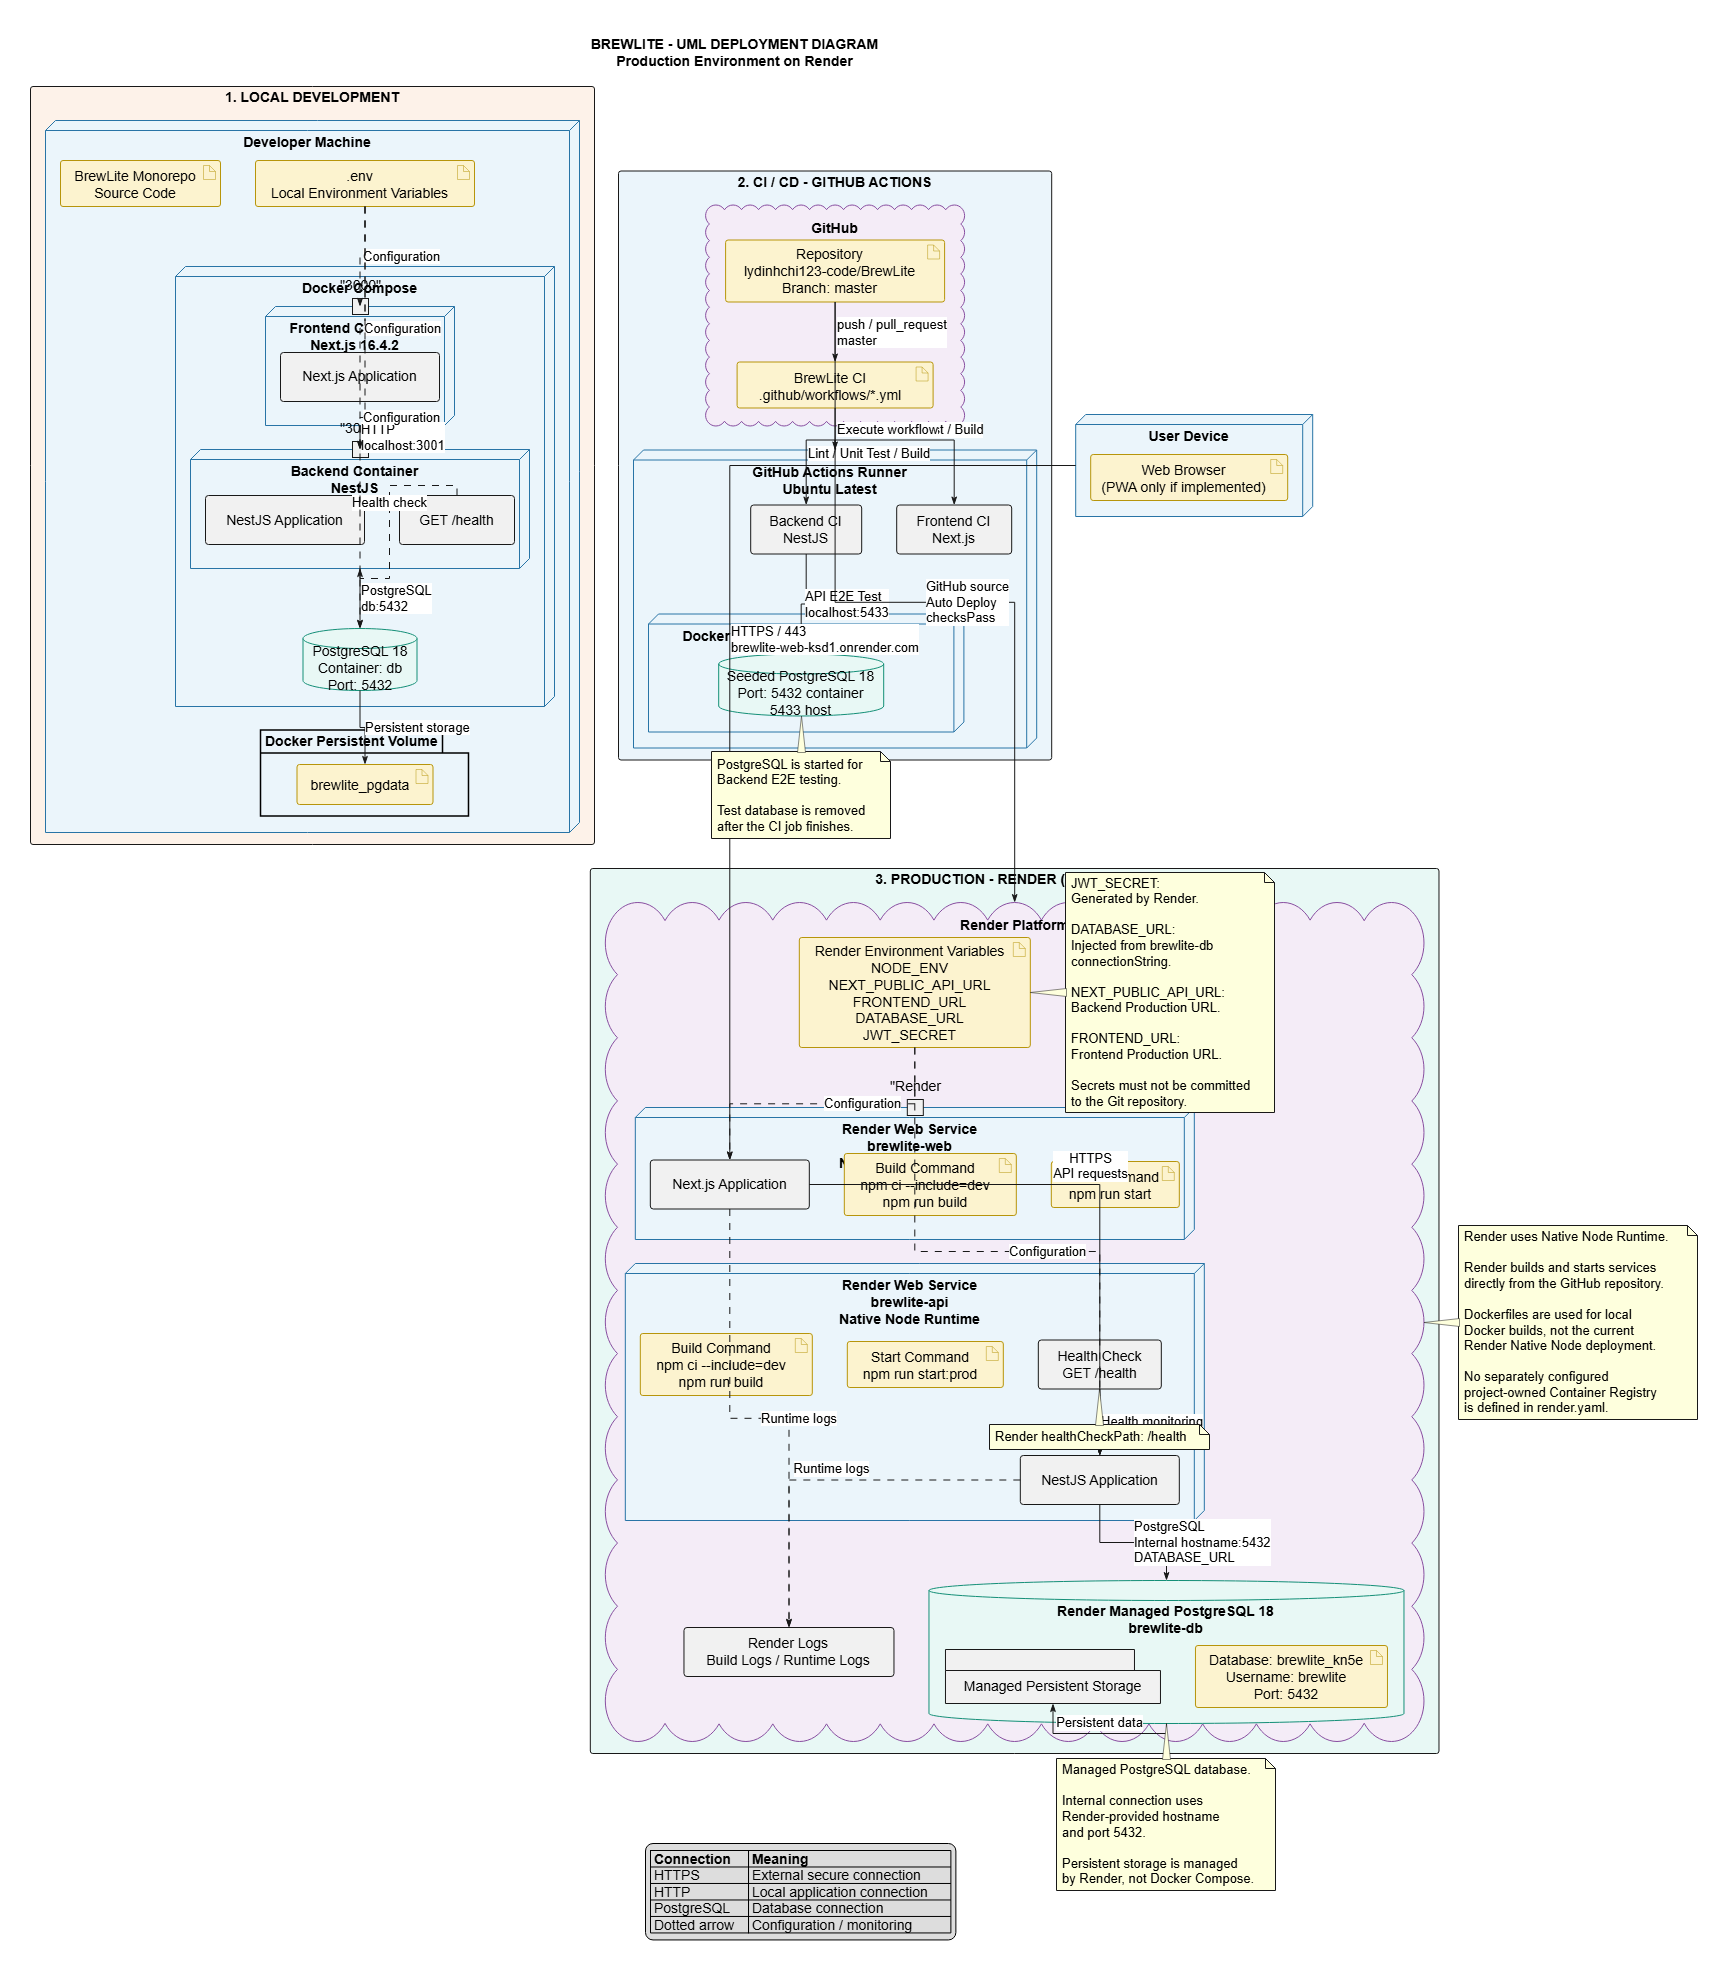 BREWLITE - UML DEPLOYMENT DIAGRAM
Production Environment on Render
1. LOCAL DEVELOPMENT
Developer Machine
BrewLite Monorepo
Source Code
.env
Local Environment Variables
Configuration
Docker Compose
Frontend C
Configuration
Next.js 16.4.2
Next.js Application
Configuration
"30
HTTP
localhost:3001
Backend Container
NestJS
Health check
NestJS Application
GET /health
PostgreSQL
db:5432
PostgreSQL 18
Container: db
Port: 5432
Persistent storage
Docker Persistent Volume
brewlite_pgdata
2. CI / CD - GITHUB ACTIONS
GitHub
Repository
lydinhchi123-code/BrewLite
Branch: master
push / pull_request
master
BrewLite CI
.github/workflows/*.yml
Execute workflow
t / Build
Lint / Unit Test / Build
GitHub Actions Runner
Ubuntu Latest
Backend CI
NestJS
Frontend CI
Next.js
API E2E Test
localhost:5433
GitHub source
Auto Deploy
checksPass
Docker
HTTPS / 443
brewlite-web-ksd1.onrender.com
Seeded PostgreSQL 18
Port: 5432 container
5433 host
PostgreSQL is started for
Backend E2E testing.
Test database is removed
after the CI job finishes.
User Device
Web Browser
(PWA only if implemented)
3. PRODUCTION - RENDER (
Render Platform
Render Environment Variables
NODE_ENV
NEXT_PUBLIC_API_URL
FRONTEND_URL
DATABASE_URL
JWT_SECRET
JWT_SECRET:
Generated by Render.
DATABASE_URL:
Injected from brewlite-db
connectionString.
NEXT_PUBLIC_API_URL:
Backend Production URL.
FRONTEND_URL:
Frontend Production URL.
Secrets must not be committed
to the Git repository.
"Render
Configuration
Render Web Service
brewlite-web
Next.js Application
Build Command
npm ci --include=dev
npm run build
HTTPS
API requests
mand
npm run start
Configuration
Render Web Service
brewlite-api
Native Node Runtime
Build Command
npm ci --include=dev
npm run build
Start Command
npm run start:prod
Health Check
GET /health
Runtime logs
Health monitoring
Render healthCheckPath: /health
Runtime logs
NestJS Application
PostgreSQL
Internal hostname:5432
DATABASE_URL
Render Logs
Build Logs / Runtime Logs
Render Managed PostgreSQL 18
brewlite-db
Managed Persistent Storage
Database: brewlite_kn5e
Username: brewlite
Port: 5432
Persistent data
Render uses Native Node Runtime.
Render builds and starts services
directly from the GitHub repository.
Dockerfiles are used for local
Docker builds, not the current
Render Native Node deployment.
No separately configured
project-owned Container Registry
is defined in render.yaml.
Managed PostgreSQL database.
Internal connection uses
Render-provided hostname
and port 5432.
Persistent storage is managed
by Render, not Docker Compose.
Connection Meaning
HTTPS External secure connection
HTTP Local application connection
PostgreSQL Database connection
Dotted arrow Configuration / monitoring